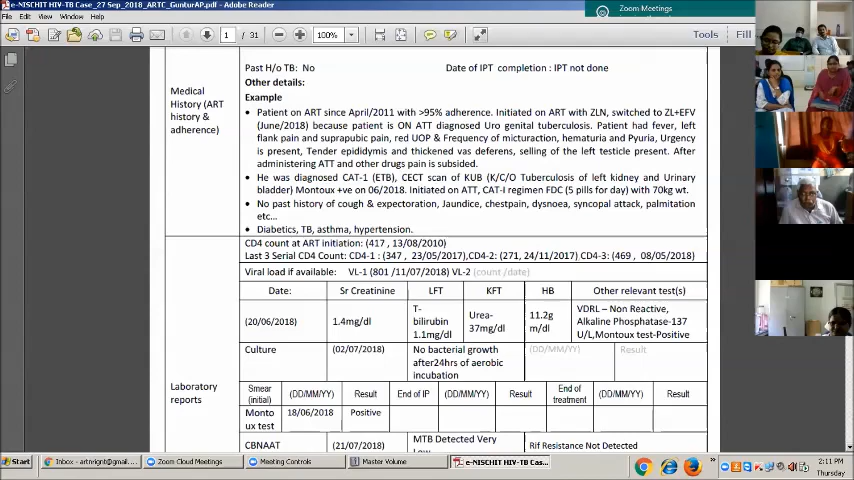 e-NISCHIT HIV-TB Case_27 Sep_2018_ARTC_GunturAP.pdf - Adobe Reader
File Edit View Window Help
Zoom Meetings
1 / 31 100% Tools Fill
Past H/o TB: No Date of IPT completion : IPT not done
Other details:
Medical
History (ART
history &
adherence)
Example
• Patient on ART since April/2011 with >95% adherence. Initiated on ART with ZLN, switched to ZL+EFV
(June/2018) because patient is ON ATT diagnosed Uro genital tuberculosis. Patient had fever, left
flank pain and suprapubic pain, red UOP & Frequency of micturaction, hematuria and Pyuria, Urgency
is present, Tender epididymis and thickened vas deferens, selling of the left testicle present. After
administering ATT and other drugs pain is subsided.
• He was diagnosed CAT-1 (ETB), CECT scan of KUB (K/C/O Tuberculosis of left kidney and Urinary
bladder) Montoux +ve on 06/2018. Initiated on ATT, CAT-I regimen FDC (5 pills for day) with 70kg wt.
• No past history of cough & expectoration, Jaundice, chestpain, dysnoea, syncopal attack, palmitation
etc...
• Diabetics, TB, asthma, hypertension.
Laboratory
reports
CD4 count at ART initiation: (417 , 13/08/2010)
Last 3 Serial CD4 Count: CD4-1 : (347 , 23/05/2017),CD4-2: (271, 24/11/2017) CD4-3: (469 , 08/05/2018)
Viral load if available: VL-1 (801 /11/07/2018) VL-2 (count /date)
Date: Sr Creatinine LFT KFT HB Other relevant test(s)
(20/06/2018) 1.4mg/dl T-bilirubin 1.1mg/dl Urea-37mg/dl 11.2g m/dl VDRL – Non Reactive, Alkaline Phosphatase-137 U/L,Montoux test-Positive
Culture (02/07/2018) No bacterial growth after24hrs of aerobic incubation (DD/MM/YY) Result
Smear (initial) (DD/MM/YY) Result End of IP (DD/MM/YY) Result End of treatment (DD/MM/YY) Result
Monto ux test 18/06/2018 Positive
CBNAAT (21/07/2018) MTB Detected Very Rif Resistance Not Detected
Start Inbox - artnright@gmail.... Zoom Cloud Meetings Meeting Controls Master Volume e-NISCHIT HIV-TB Cas...
2:11 PM
Thursday